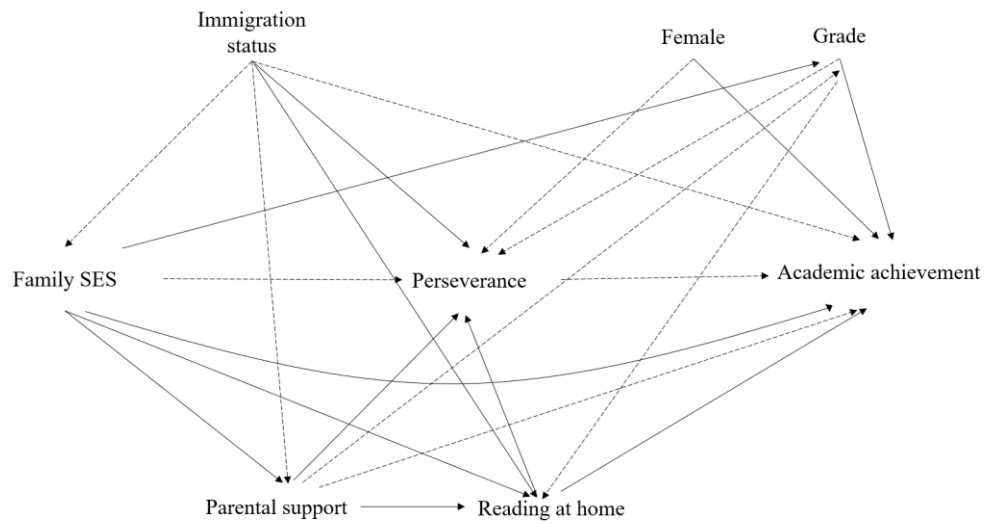 Immigration
status
Female
Grade
Family SES
Perseverance
Academic achievement
Parental support
Reading at home